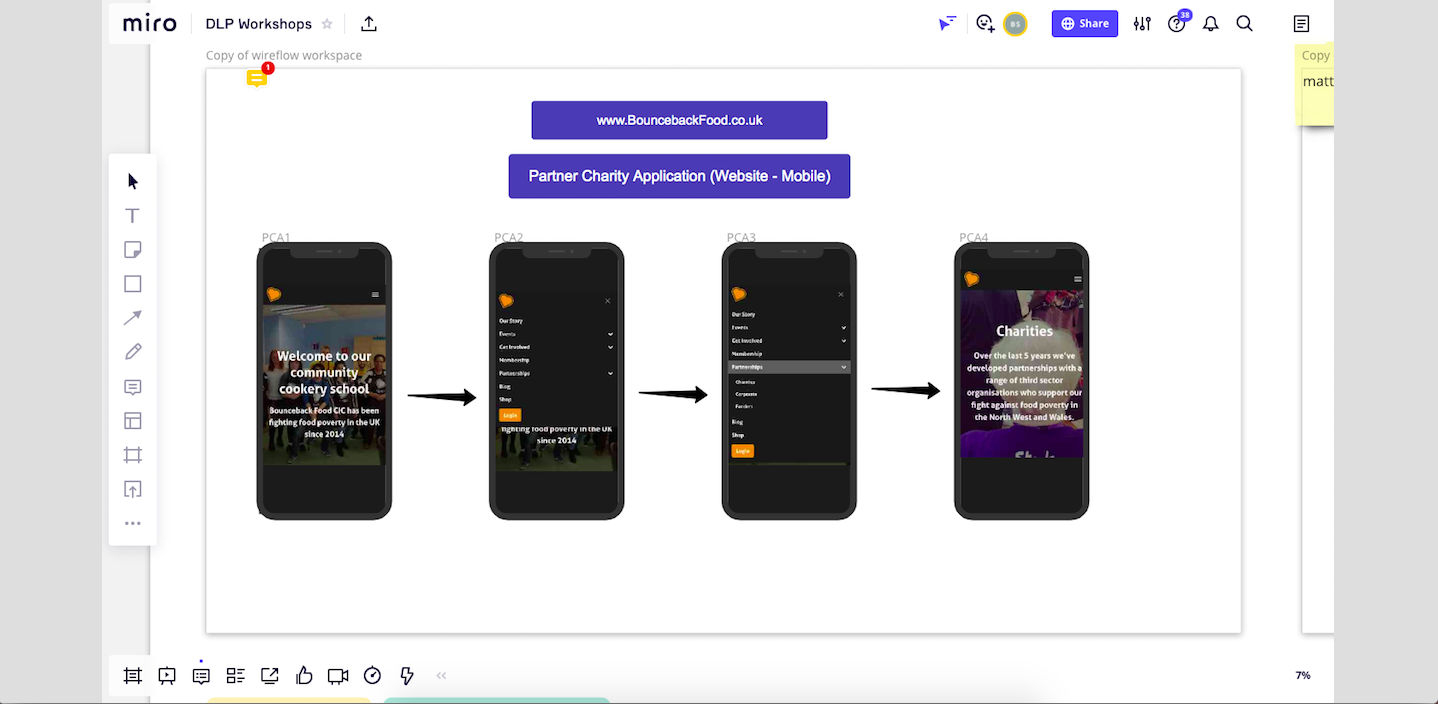 miro
DLP Workshops
BS
Share
38
Copy of wireflow workspace
1
Copy
matt
www.BouncebackFood.co.uk
Partner Charity Application (Website - Mobile)
PCA1
PCA2
PCA3
PCA4
Welcome to our
community
cookery school
Bounceback Food CIC has been
fighting food poverty in the UK
since 2014
Our Story
Events
Get Involved
Membership
Partnerships
Blog
Shop
Login
fighting food poverty in the UK
since 2014
Our Story
Events
Get Involved
Membership
Partnerships
Charities
Corporate
Funders
Blog
Shop
Login
Charities
Over the last 5 years we've
developed partnerships with a
range of third sector
organisations who support our
fight against food poverty in
the North West and Wales.
7%